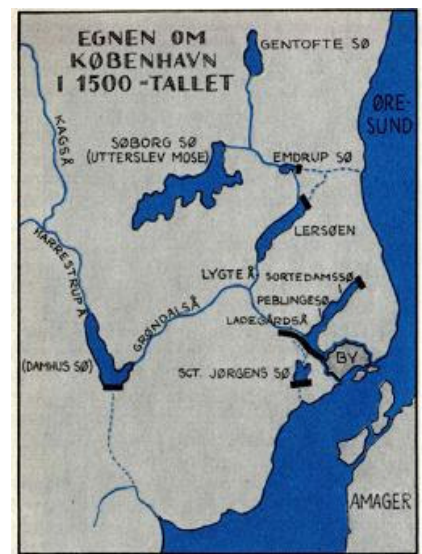 EGNEN OM
KØBENHAVN
I 1500-TALLET
GENTOFTE SØ
ØRE-
SUND
KAGSÅ
SØBORG SØ
(UTTERSLEV MOSE)
EMDRUP SØ
HARRESTRUP Å
LERSØEN
LYGTE Å
SORTEDAMSSØ
PEBLINGESØ
GRØNDALSÅ
LADEGÅRDSÅ
(DAMHUS SØ)
BY
SCT. JØRGENS SØ
AMAGER